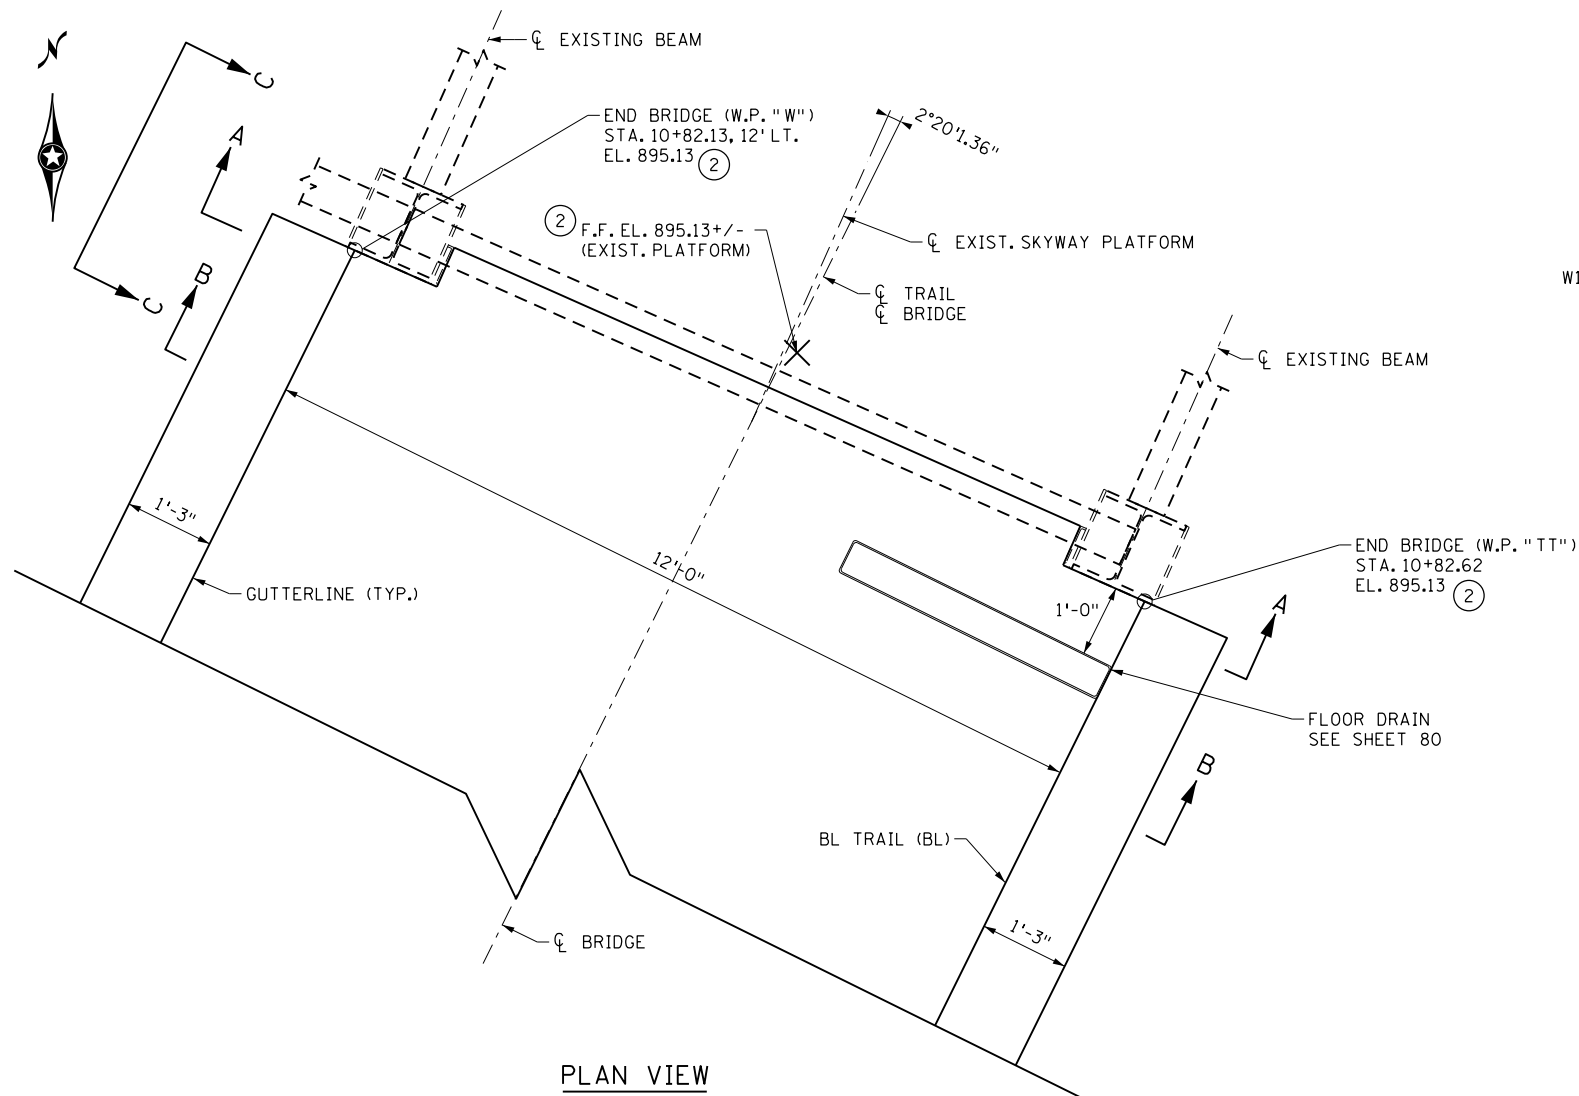 N
℄ EXISTING BEAM
C
A
END BRIDGE (W.P. "W")
STA. 10+82.13, 12' LT.
EL. 895.13 2
2°20'1.36"
2 F.F. EL. 895.13+/-
(EXIST. PLATFORM)
℄ EXIST. SKYWAY PLATFORM
B
C
℄ TRAIL
℄ BRIDGE
W1
℄ EXISTING BEAM
1'-3"
12'-0"
END BRIDGE (W.P. "TT")
STA. 10+82.62
EL. 895.13 2
GUTTERLINE (TYP.)
1'-0"
A
FLOOR DRAIN
SEE SHEET 80
B
BL TRAIL (BL)
1'-3"
℄ BRIDGE
PLAN VIEW